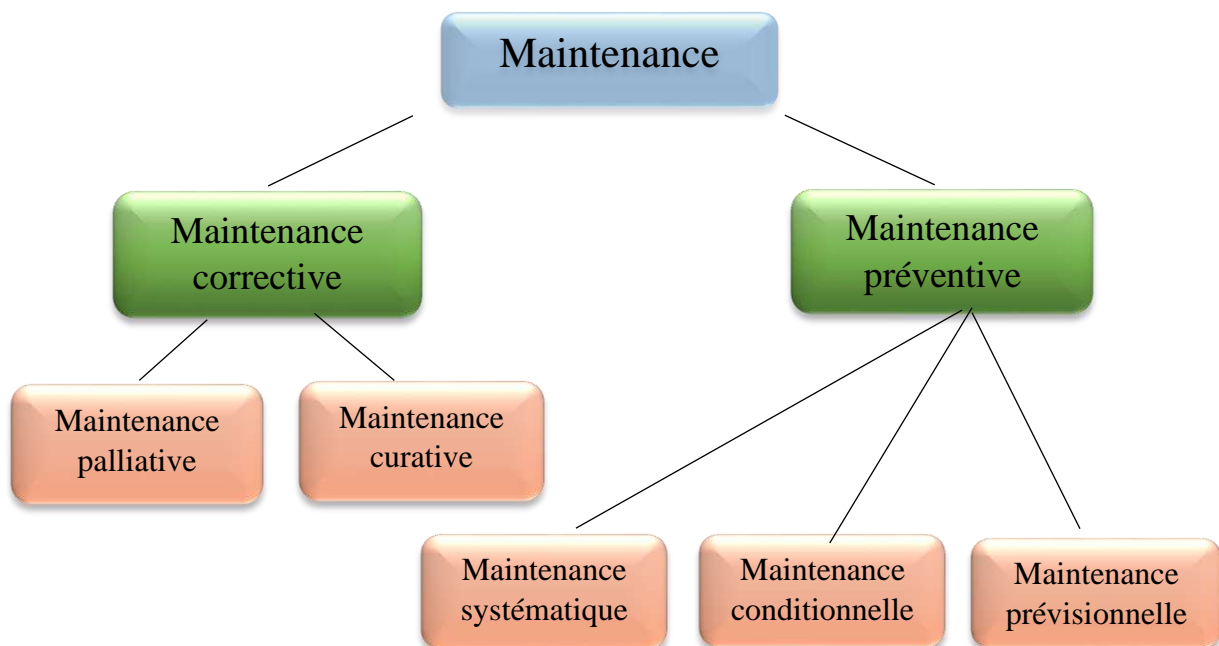 Maintenance
Maintenance
corrective
Maintenance
préventive
Maintenance
palliative
Maintenance
curative
Maintenance
systématique
Maintenance
conditionnelle
Maintenance
prévisionnelle